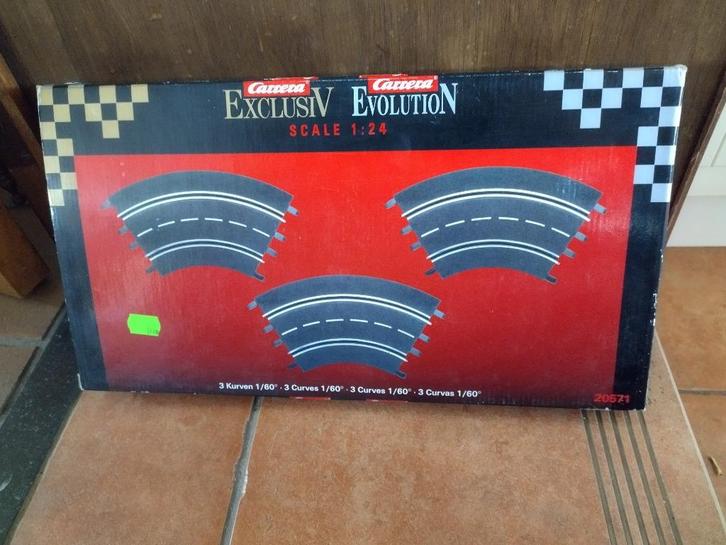 Carrera Carrera
EXCLUSIV EVOLUTION
SCALE 1:24
3 Kurven 1/60° · 3 Curves 1/60° · 3 Curves 1/60° · 3 Curvas 1/60°
20571